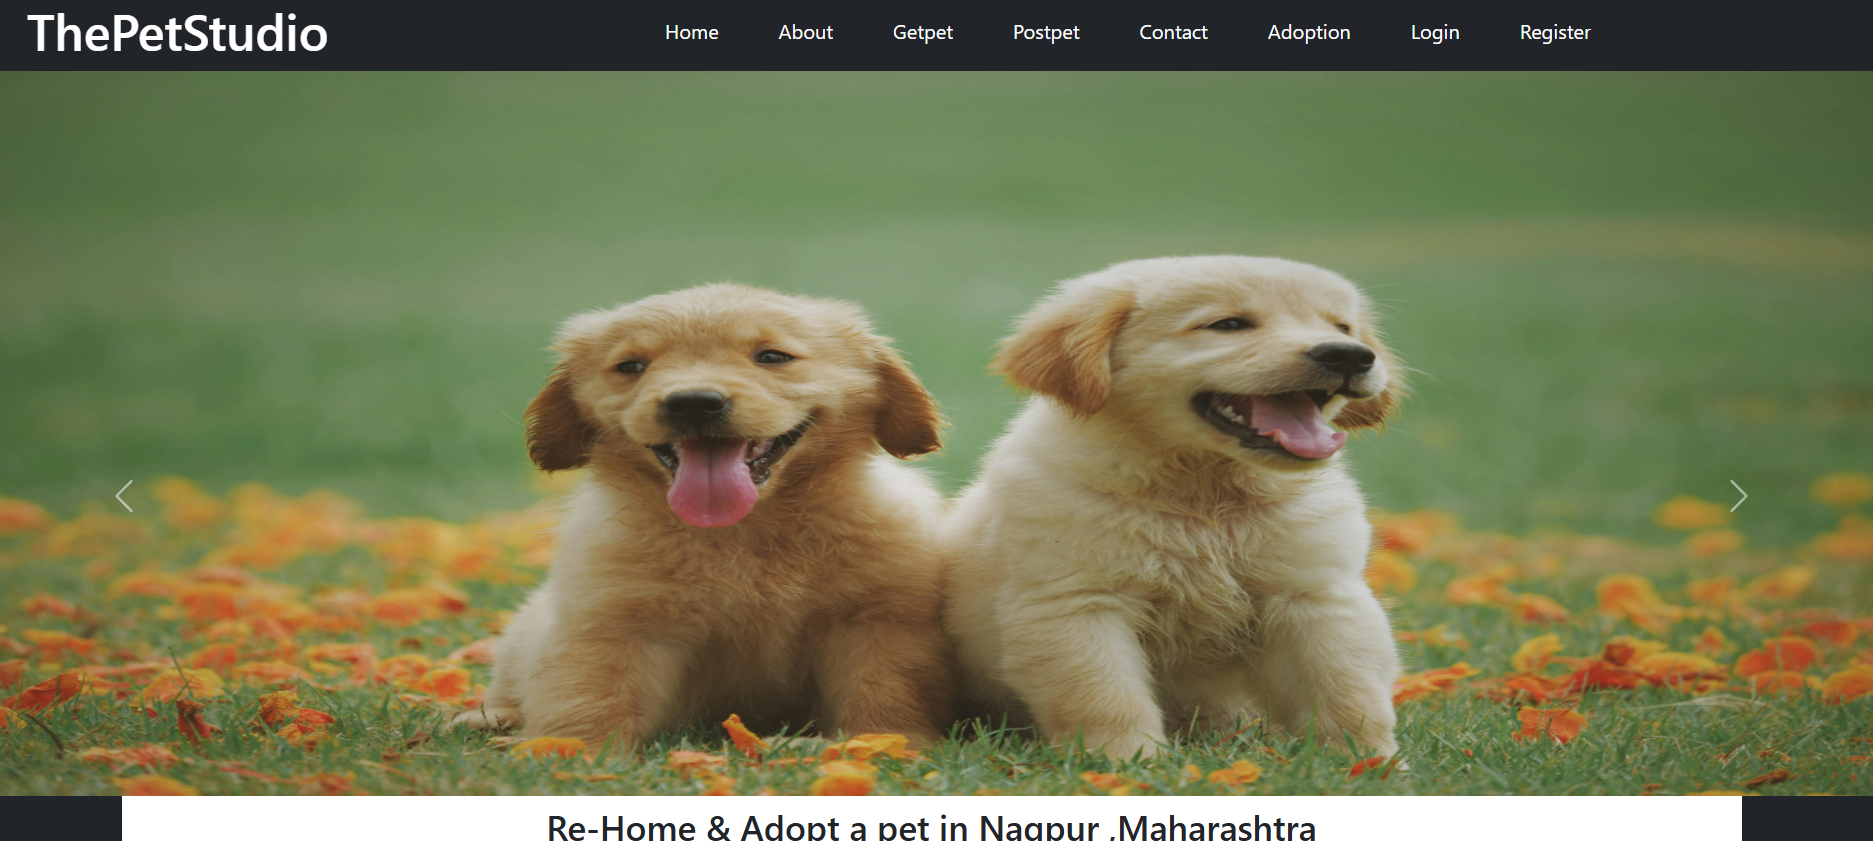 ThePetStudio
Home About Getpet Postpet Contact Adoption Login Register
Re-Home & Adopt a pet in Nagpur ,Maharashtra